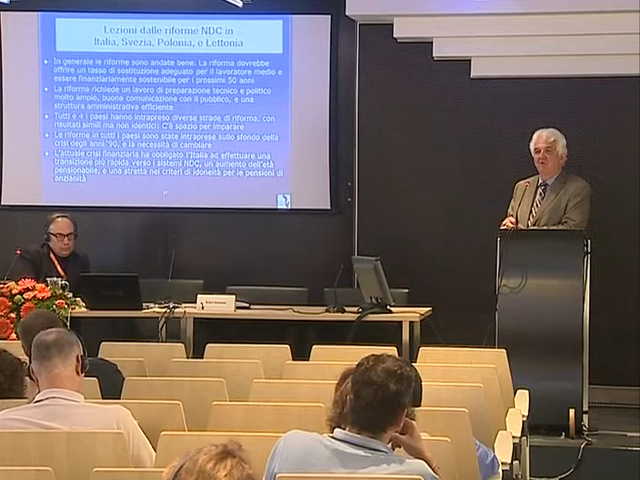 Lezioni dalle riforme NDC in
Italia, Svezia, Polonia, e Lettonia
In generale le riforme sono andate bene. La riforma dovrebbe
offrire un tasso di sostituzione adeguato per il lavoratore medio e
essere finanziariamente sostenibile per i prossimi 50 anni
La riforma richiede un lavoro di preparazione tecnico e politico
molto ampio, buona comunicazione con il pubblico, e una
struttura amministrativa efficiente
Tutti e 4 i paesi hanno intrapreso diverse strade di riforma, con
risultati simili ma non identici: C'è spazio per imparare
Le riforme in tutti i paesi sono state intraprese sullo sfondo della
crisi degli anni '90, e la necessità di cambiare
L'attuale crisi finanziaria ha obbligato l'Italia ad effettuare una
transizione più rapida verso i sistemi NDC, un aumento dell'età
pensionabile, e una stretta nei criteri di idoneità per le pensioni di
anzianità